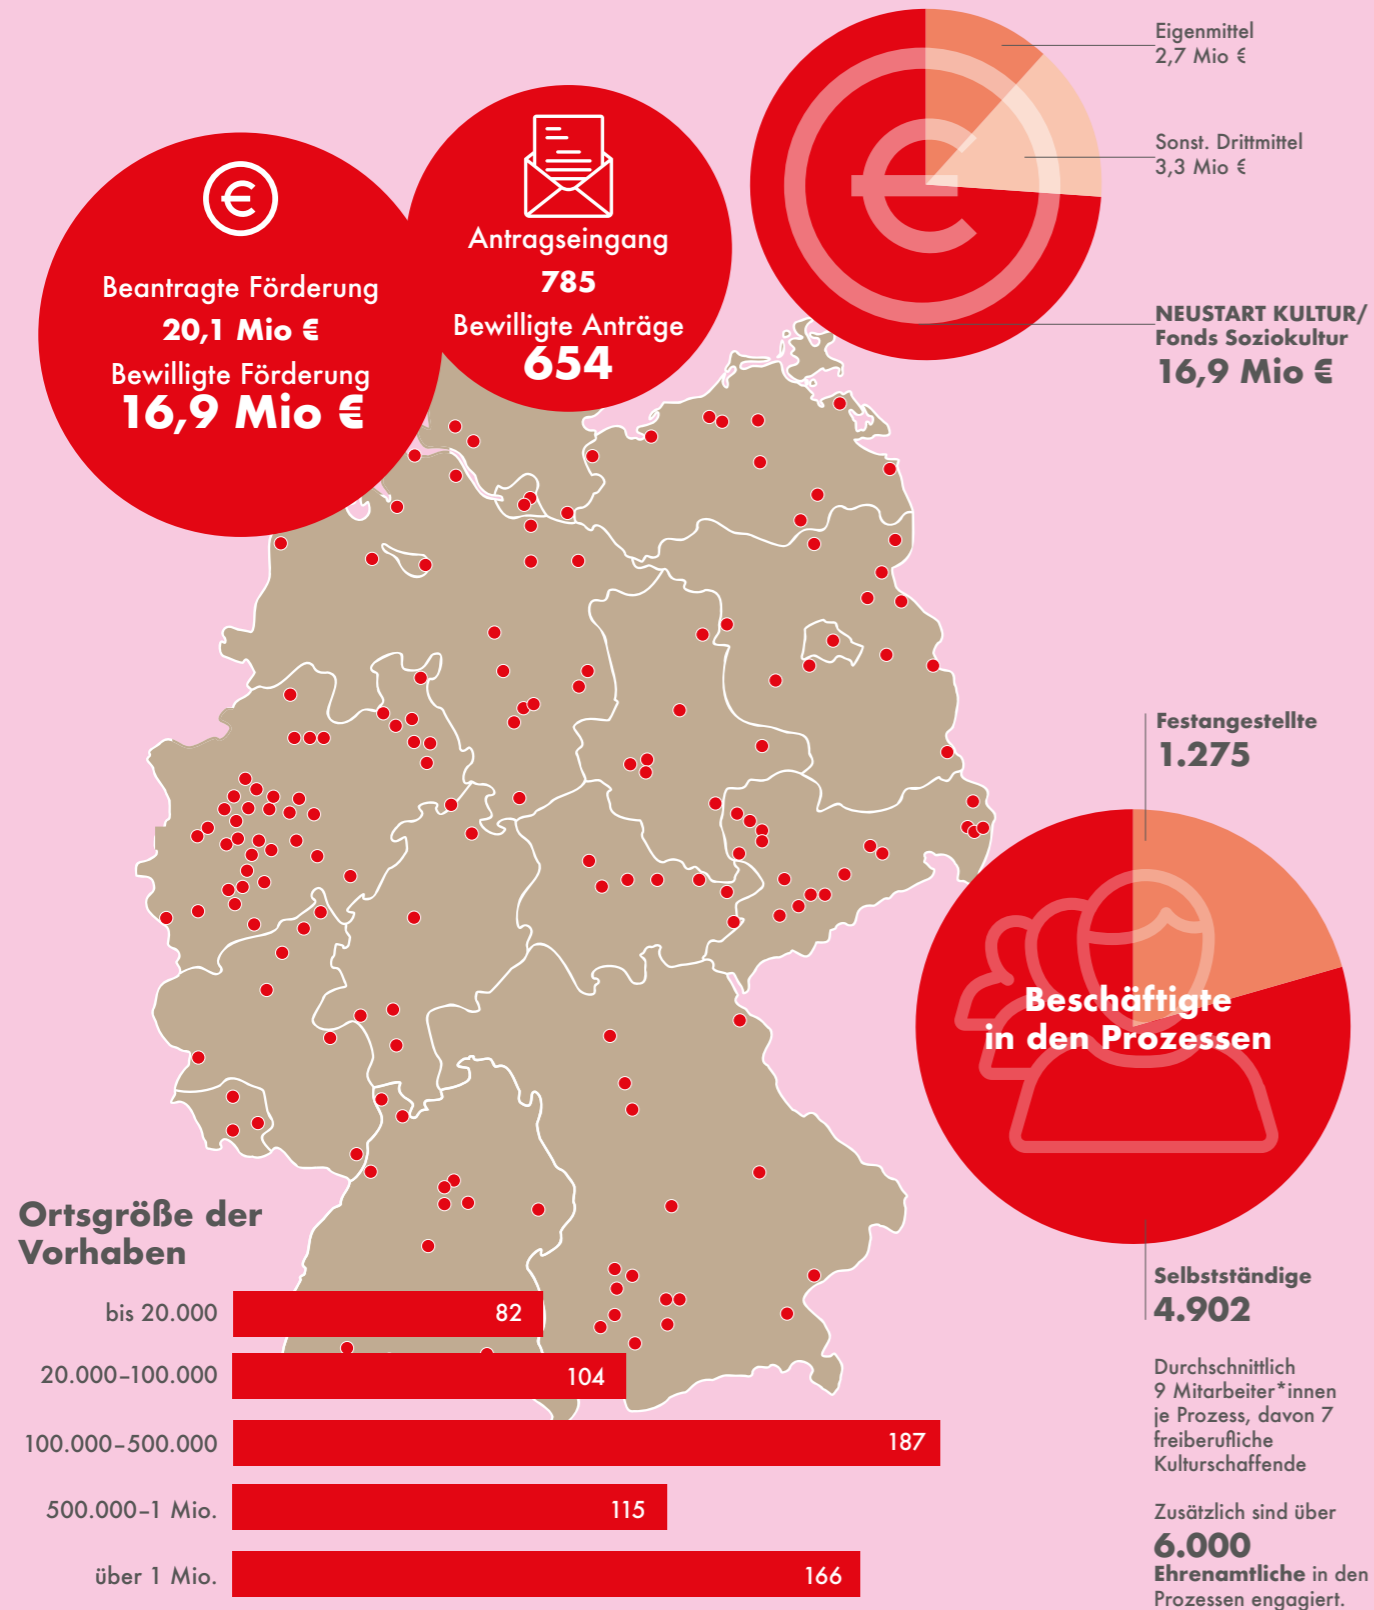 Eigenmittel
2,7 Mio €
Sonst. Drittmittel
3,3 Mio €
NEUSTART KULTUR/
Fonds Soziokultur
16,9 Mio €
Antragseingang
785
Bewilligte Anträge
654
Beantragte Förderung
20,1 Mio €
Bewilligte Förderung
16,9 Mio €
Festangestellte
1.275
Beschäftigte
in den Prozessen
Selbstständige
4.902
Durchschnittlich
9 Mitarbeiter*innen
je Prozess, davon 7
freiberufliche
Kulturschaffende
Zusätzlich sind über
6.000
Ehrenamtliche in den
Prozessen engagiert.
Ortsgröße der
Vorhaben
bis 20.000 82
20.000–100.000 104
100.000–500.000 187
500.000–1 Mio. 115
über 1 Mio. 166